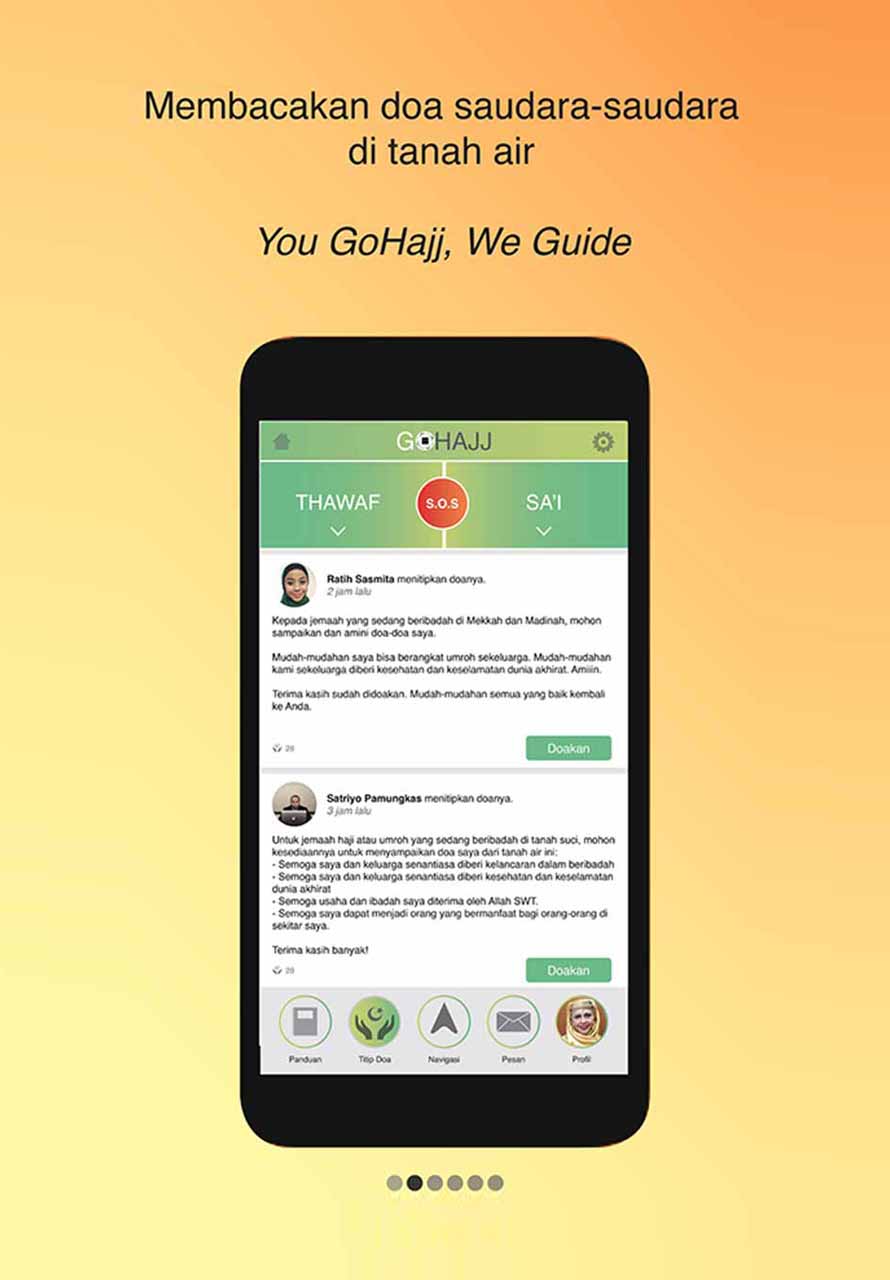 Membacakan doa saudara-saudara
di tanah air
You GoHajj, We Guide
GOHAJJ
THAWAF
S.O.S
SA'I
Ratih Sasmita menitipkan doanya.
2 jam lalu
Kepada jemaah yang sedang beribadah di Mekkah dan Madinah, mohon
sampaikan dan amini doa-doa saya.
Mudah-mudahan saya bisa berangkat umroh sekeluarga. Mudah-mudahan
kami sekeluarga diberi kesehatan dan keselamatan dunia akhirat. Amiiin.
Terima kasih sudah didoakan. Mudah-mudahan semua yang baik kembali
ke Anda.
28
Doakan
Satriyo Pamungkas menitipkan doanya.
3 jam lalu
Untuk jemaah haji atau umroh yang sedang beribadah di tanah suci, mohon
kesediaannya untuk menyampaikan doa saya dari tanah air ini:
- Semoga saya dan keluarga senantiasa diberi kelancaran dalam beribadah
- Semoga saya dan keluarga senantiasa diberi kesehatan dan keselamatan
dunia akhirat
- Semoga usaha dan ibadah saya diterima oleh Allah SWT.
- Semoga saya dapat menjadi orang yang bermanfaat bagi orang-orang di
sekitar saya.
Terima kasih banyak!
28
Doakan
Panduan
Titip Doa
Navigasi
Pesan
Profil